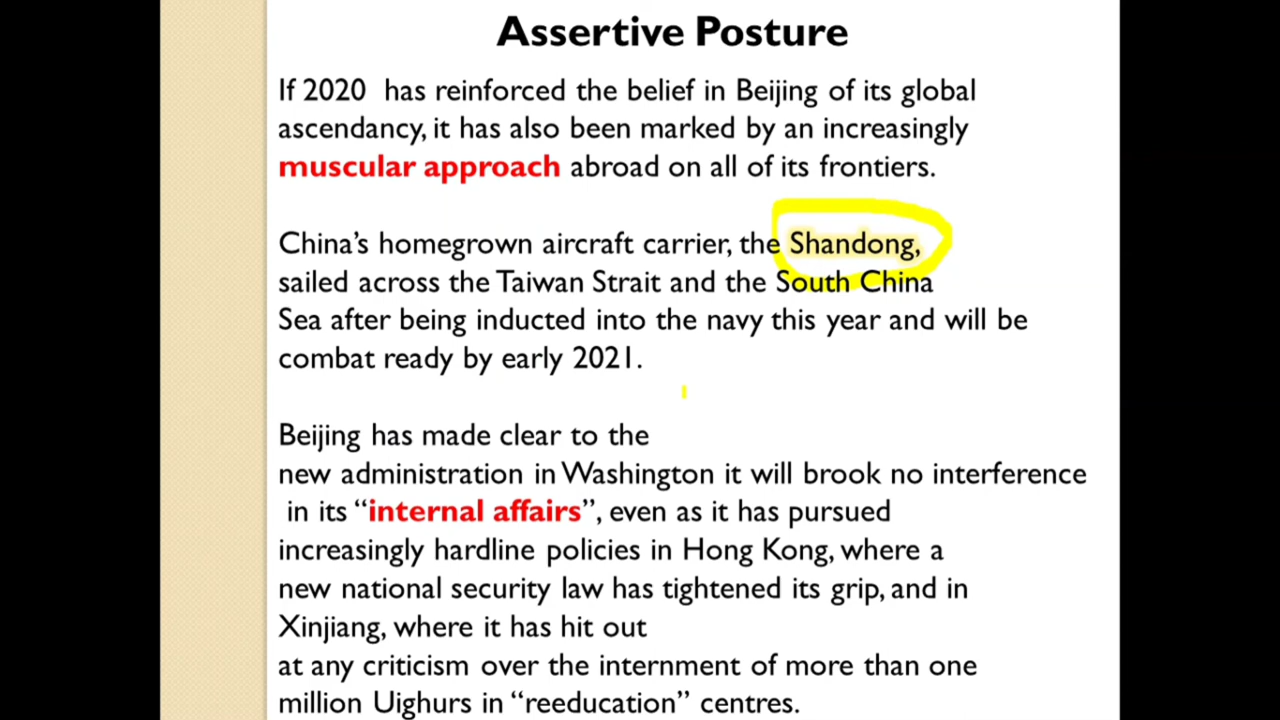 Assertive Posture
If 2020 has reinforced the belief in Beijing of its global
ascendancy, it has also been marked by an increasingly
muscular approach abroad on all of its frontiers.
China’s homegrown aircraft carrier, the Shandong,
sailed across the Taiwan Strait and the South China
Sea after being inducted into the navy this year and will be
combat ready by early 2021.
Beijing has made clear to the
new administration in Washington it will brook no interference
in its “internal affairs”, even as it has pursued
increasingly hardline policies in Hong Kong, where a
new national security law has tightened its grip, and in
Xinjiang, where it has hit out
at any criticism over the internment of more than one
million Uighurs in “reeducation” centres.